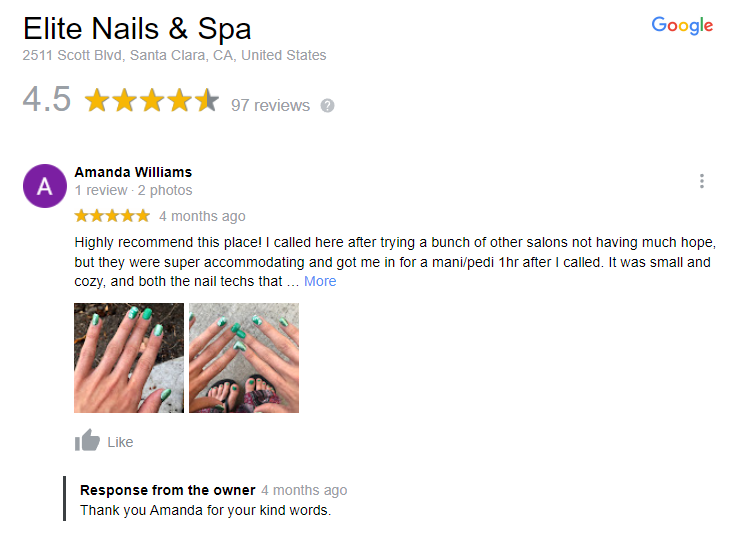 Elite Nails & Spa
Google
2511 Scott Blvd, Santa Clara, CA, United States
4.5 97 reviews ?
A
Amanda Williams
1 review · 2 photos
4 months ago
Highly recommend this place! I called here after trying a bunch of other salons not having much hope,
but they were super accommodating and got me in for a mani/pedi 1hr after I called. It was small and
cozy, and both the nail techs that … More
Like
Response from the owner 4 months ago
Thank you Amanda for your kind words.